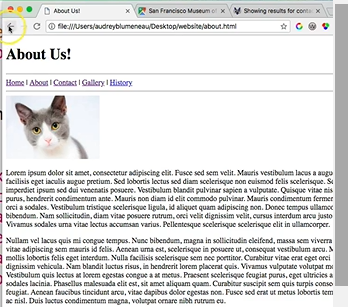 About Us!
San Francisco Museum o
Showing results for conte
file:///Users/audreyblumeneau/Desktop/website/about.html
About Us!
Home | About | Contact | Gallery | History
Lorem ipsum dolor sit amet, consectetur adipiscing elit. Fusce sed sem velit. Mauris vestibulum lacus a augu
facilisis eget iaculis augue pretium. Sed lobortis lectus sed diam scelerisque non euismod felis scelerisque. So
imperdiet ipsum sed dui venenatis posuere. Vestibulum blandit pulvinar sapien a vulputate. Quisque vitae nis
purus, hendrerit condimentum ante. Mauris non diam id elit commodo pulvinar. Mauris condimentum fermen
orci a sodales. Vestibulum tristique scelerisque ligula, id aliquet quam adipiscing non. Donec tempus ullamco
bibendum. Nam sollicitudin, diam vitae posuere rutrum, orci velit dignissim velit, cursus interdum arcu justo
Vivamus sodales urna vitae lectus accumsan varius. Pellentesque scelerisque elit in ullamcorper.
Nullam vel lacus quis mi congue tempus. Nunc bibendum, magna in sollicitudin eleifend, massa sem viverra
vitae adipiscing sem mauris id felis. Aenean urna est, scelerisque in posuere ut, consequat vestibulum arcu. M
mollis lobortis felis eget interdum. Nulla facilisis scelerisque sem nec porttitor. Curabitur vitae erat eget orci
dignissim vehicula. Nam blandit luctus risus, in hendrerit lorem placerat quis. Vivamus vulputate volutpat mo
Vestibulum quis lectus at lorem egestas congue a et metus. Praesent scelerisque feugiat purus eget, ultrices
sodales lacinia. Phasellus malesuada elit est, sit amet aliquam quam. Curabitur suscipit sem quis turpis conse
feugiat. Aenean faucibus tincidunt arcu, vitae dapibus dolor egestas non. Fusce sed erat ut metus lobortis tem
ac nisl. Duis luctus condimentum magna, volutpat ornare nibh rutrum eu.